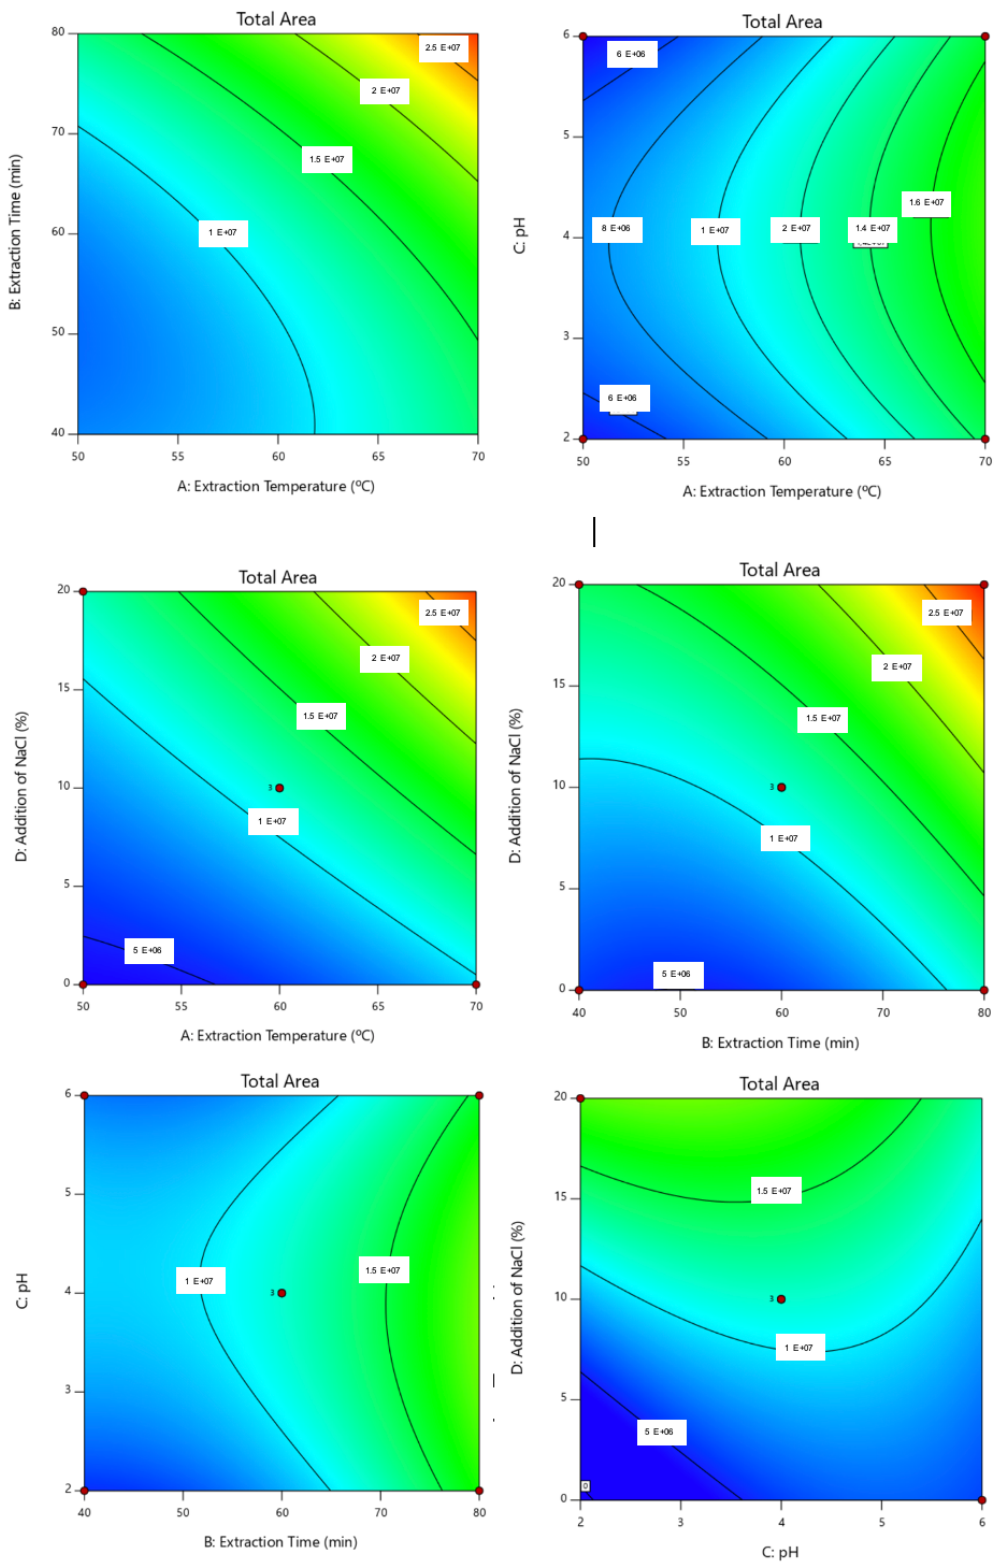 Total Area
80
70
60
50
40
B: Extraction Time (min)
2.5 E+07
2 E+07
1.5 E+07
1 E+07
50 55 60 65 70
A: Extraction Temperature (ºC)
Total Area
6
5
4
3
2
C: pH
6 E+06
8 E+06
1 E+07
2 E+07
1.4 E+07
1.6 E+07
6 E+06
50 55 60 65 70
A: Extraction Temperature (ºC)
Total Area
20
15
10
5
0
D: Addition of NaCl (%)
2.5 E+07
2 E+07
1.5 E+07
3
1 E+07
5 E+06
50 55 60 65 70
A: Extraction Temperature (ºC)
Total Area
20
15
10
5
0
D: Addition of NaCl (%)
2.5 E+07
2 E+07
1.5 E+07
3
1 E+07
5 E+06
40 50 60 70 80
B: Extraction Time (min)
Total Area
6
5
4
3
2
C: pH
1.5 E+07
1 E+07
3
40 50 60 70 80
B: Extraction Time (min)
Total Area
20
15
10
5
0
D: Addition of NaCl (%)
1.5 E+07
3
1 E+07
5 E+06
0
2 3 4 5 6
C: pH